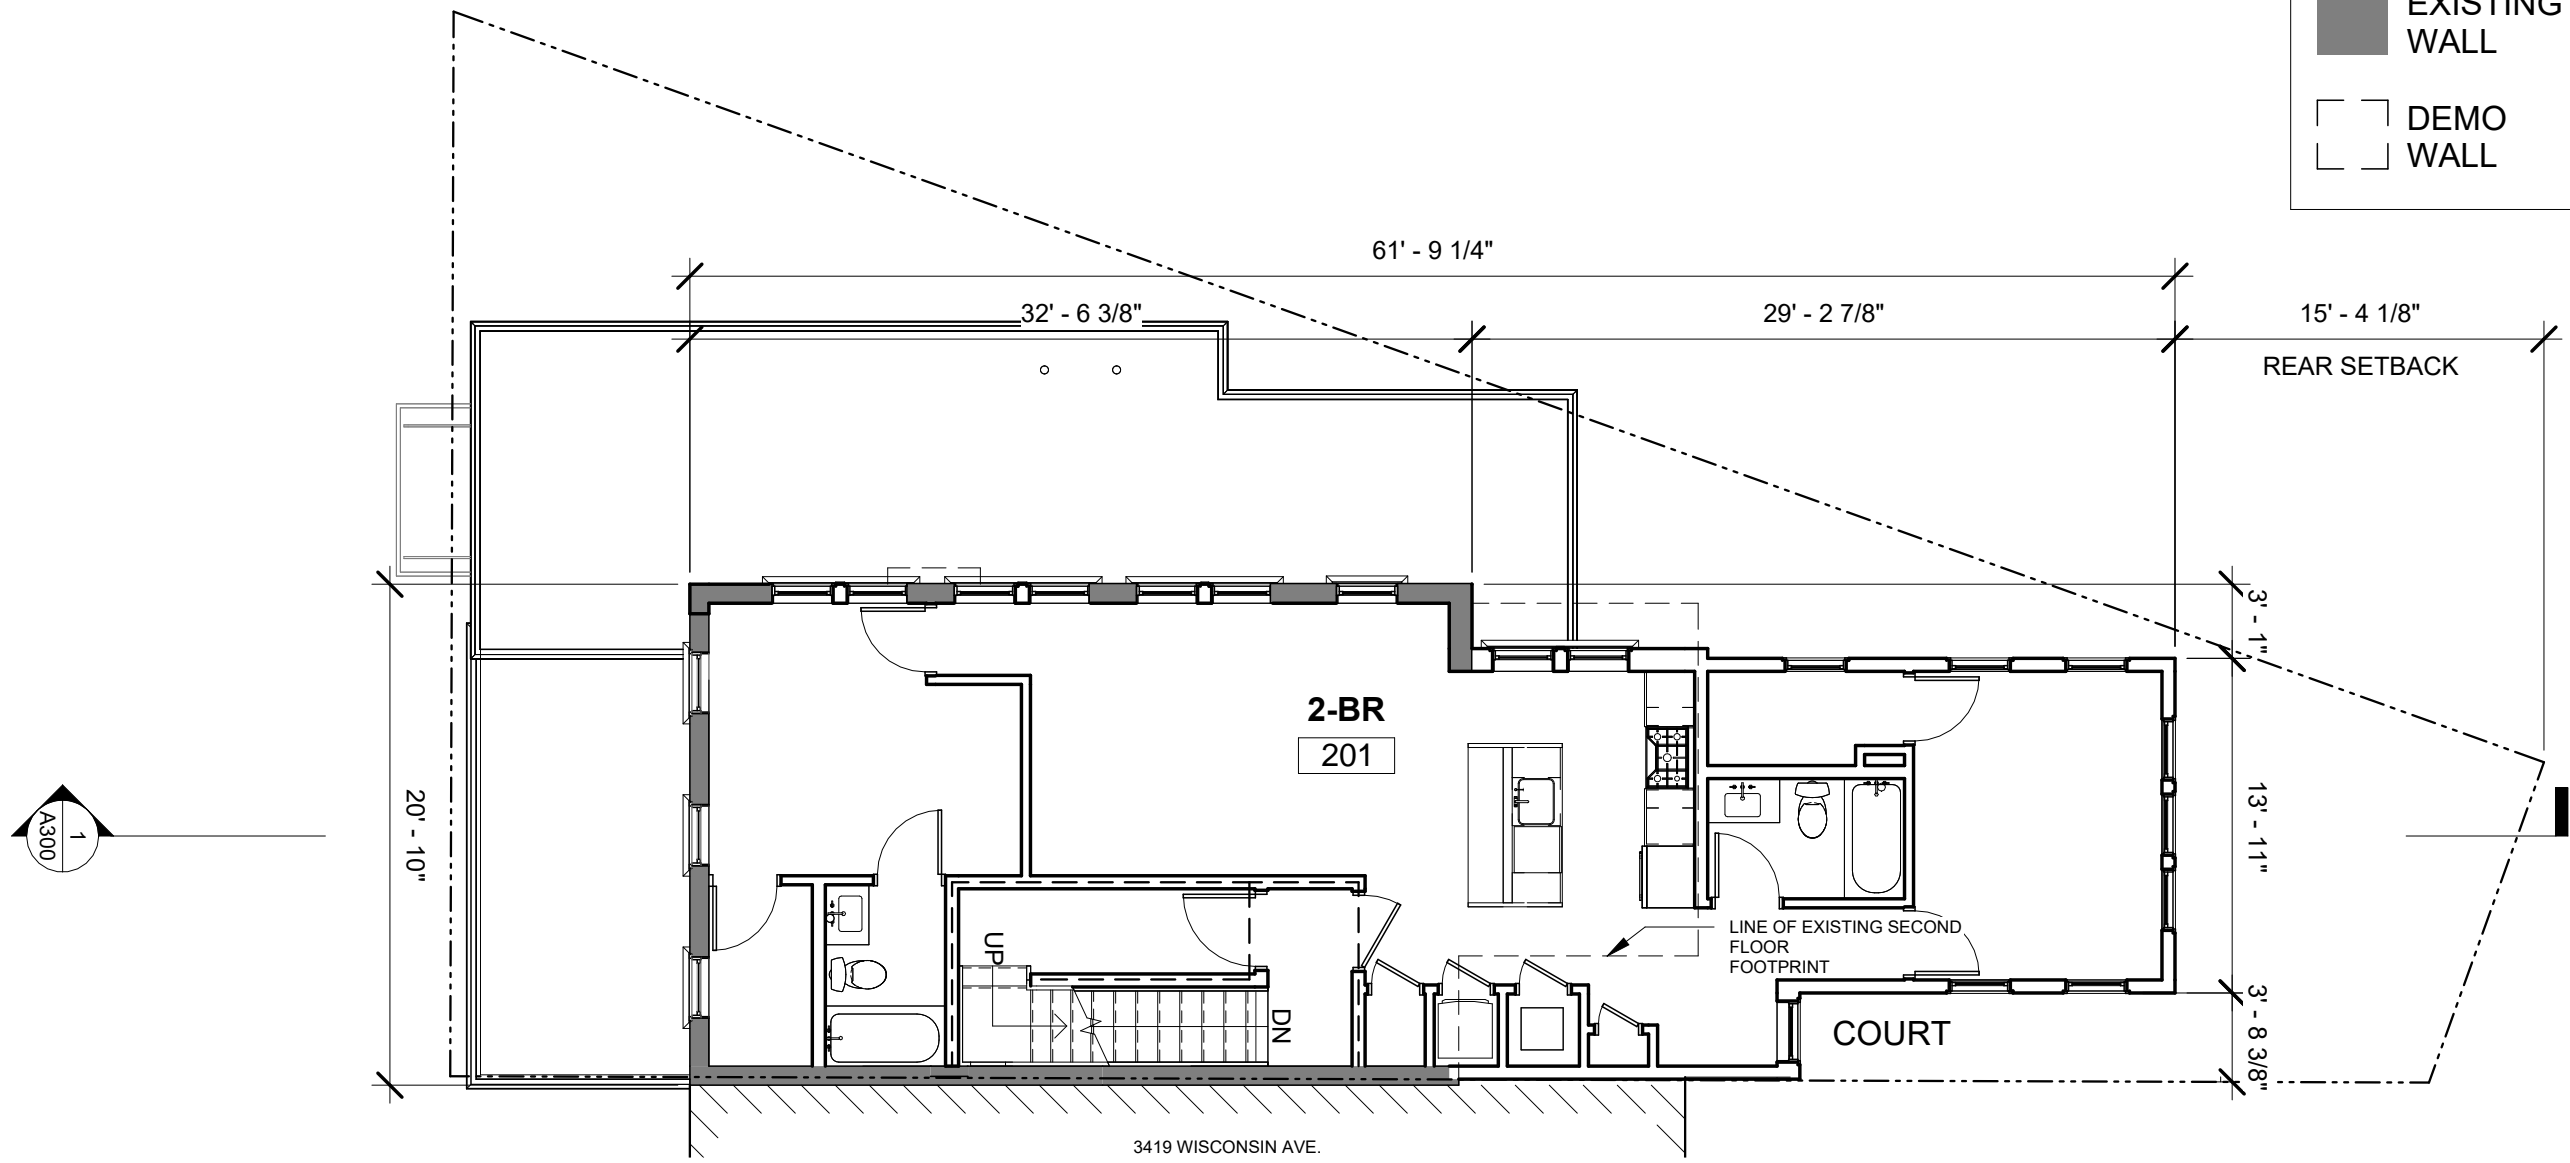 EXISTING
WALL
DEMO
WALL
61' - 9 1/4"
32' - 6 3/8"
29' - 2 7/8"
15' - 4 1/8"
REAR SETBACK
3' - 1"
2-BR
201
20' - 10"
13' - 11"
1
A300
LINE OF EXISTING SECOND
FLOOR
FOOTPRINT
UP
DN
COURT
3' - 8 3/8"
3419 WISCONSIN AVE.